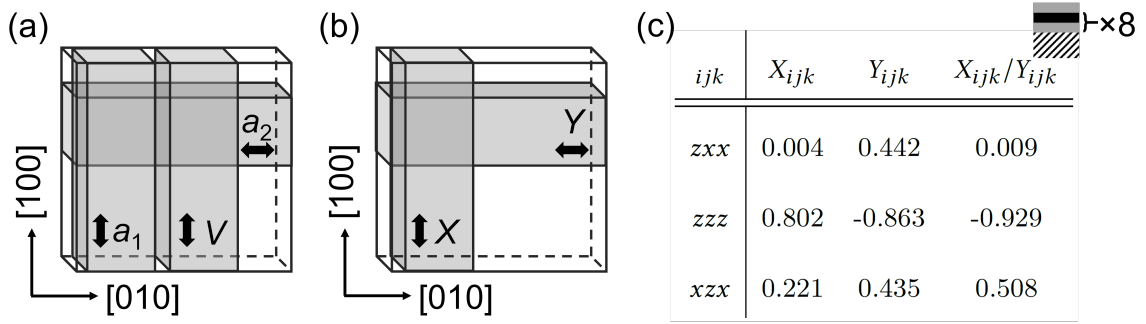 (a)
[100]
[010]
a₁
V
a₂
(b)
[100]
[010]
X
Y
(c)
×8
ijk Xᵢⱼₖ Yᵢⱼₖ Xᵢⱼₖ/Yᵢⱼₖ
zxx 0.004 0.442 0.009
zzz 0.802 -0.863 -0.929
xzx 0.221 0.435 0.508